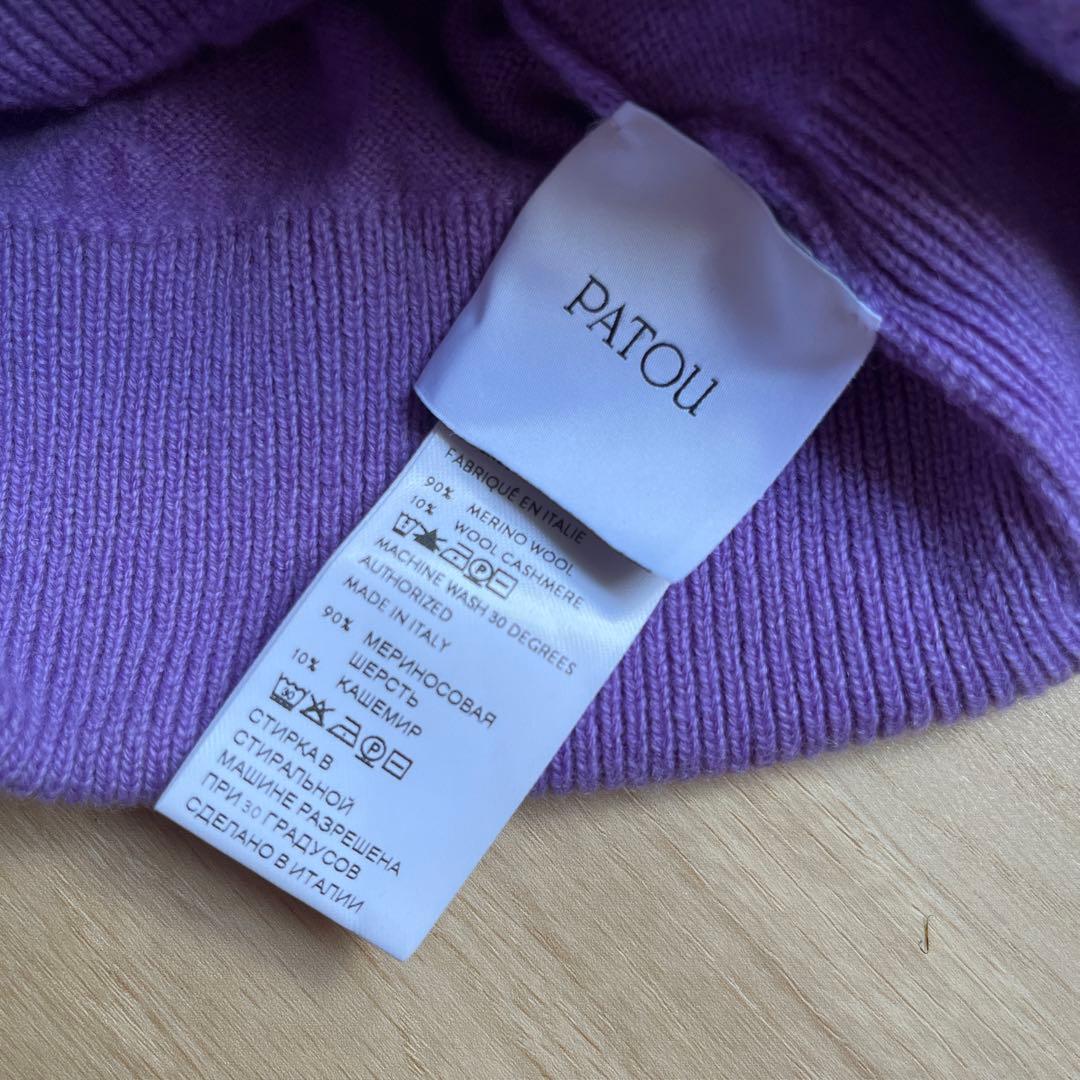 PATOU
FABRIQUÉ EN ITALIE
90% MERINO WOOL
10% WOOL CASHMERE
MACHINE WASH 30 DEGREES
AUTHORIZED
MADE IN ITALY
90% МЕРИНОСОВАЯ
ШЕРСТЬ
10% КАШЕМИР
30
СТИРКА В
СТИРАЛЬНОЙ
МАШИНЕ РАЗРЕШЕНА
ПРИ 30 ГРАДУСОВ
СДЕЛАНО В ИТАЛИИ